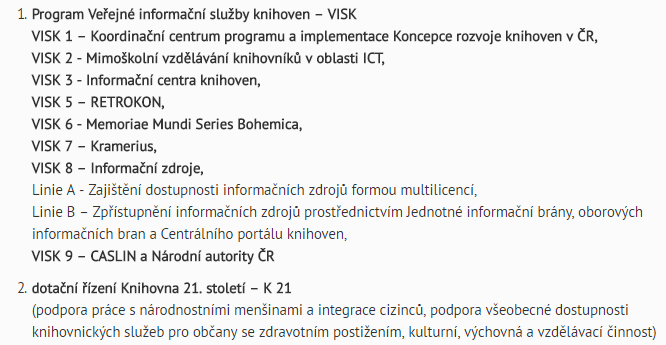 1. Program Veřejné informační služby knihoven – VISK
VISK 1 – Koordinační centrum programu a implementace Koncepce rozvoje knihoven v ČR,
VISK 2 - Mimoškolní vzdělávání knihovníků v oblasti ICT,
VISK 3 - Informační centra knihoven,
VISK 5 – RETROKON,
VISK 6 - Memoriae Mundi Series Bohemica,
VISK 7 – Kramerius,
VISK 8 – Informační zdroje,
Linie A - Zajištění dostupnosti informačních zdrojů formou multilicencí,
Linie B – Zpřístupnění informačních zdrojů prostřednictvím Jednotné informační brány, oborových
informačních bran a Centrálního portálu knihoven,
VISK 9 – CASLIN a Národní autority ČR
2. dotační řízení Knihovna 21. století – K 21
(podpora práce s národnostními menšinami a integrace cizinců, podpora všeobecné dostupnosti
knihovnických služeb pro občany se zdravotním postižením, kulturní, výchovná a vzdělávací činnost)